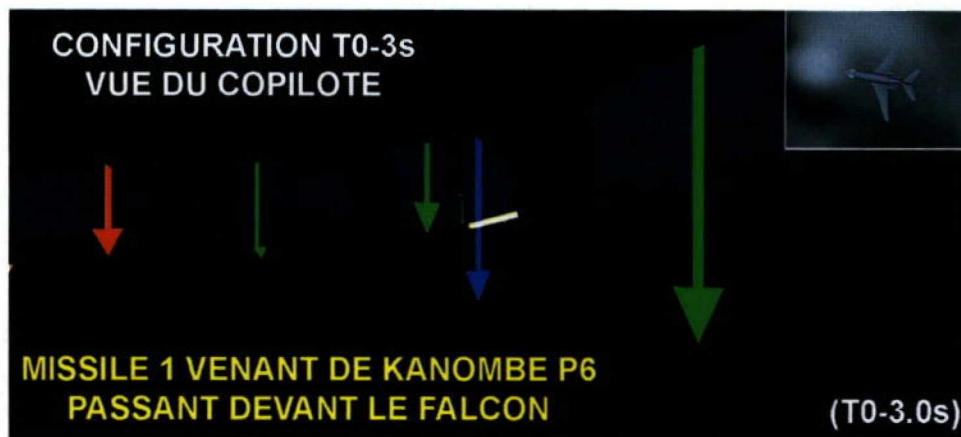 CONFIGURATION T0-3s
VUE DU COPILOTE
MISSILE 1 VENANT DE KANOMBE P6
PASSANT DEVANT LE FALCON
(T0-3.0s)